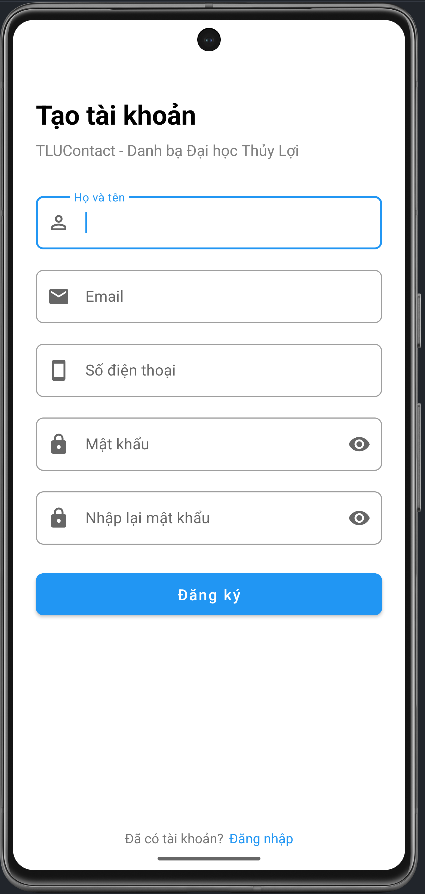 Tạo tài khoản
TLUContact - Danh bạ Đại học Thủy Lợi
Họ và tên
Email
Số điện thoại
Mật khẩu
Nhập lại mật khẩu
Đăng ký
Đã có tài khoản? Đăng nhập